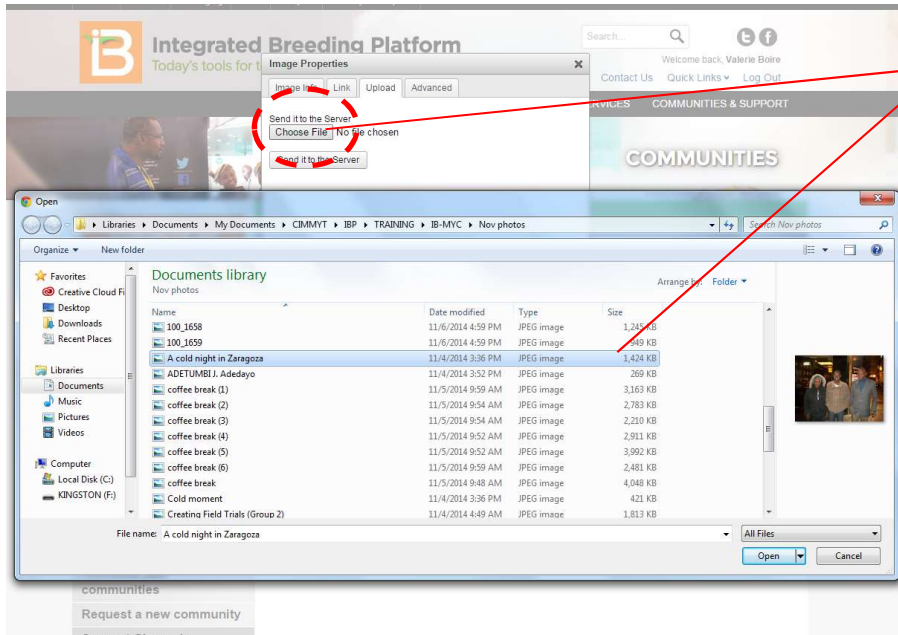 Integrated Breeding Platform
Today's tools for t
Search...
Welcome back, Valerie Boire
Contact Us Quick Links Log Out
RVICES COMMUNITIES & SUPPORT
COMMUNITIES
Image Properties
Image Info Link Upload Advanced
Send it to the Server
Choose File No file chosen
Send it to the Server
Open
Libraries Documents My Documents CIMMYT IBP TRAINING IB-MYC Nov photos
Search Nov photos
Organize New folder
Favorites
Creative Cloud Fi
Desktop
Downloads
Recent Places
Libraries
Documents
Music
Pictures
Videos
Computer
Local Disk (C:)
KINGSTON (F:)
Documents library
Nov photos
Arrange by: Folder
Name Date modified Type Size
100_1658 11/6/2014 4:59 PM JPEG image 1,245 KB
100_1659 11/6/2014 4:59 PM JPEG image 949 KB
A cold night in Zaragoza 11/4/2014 3:36 PM JPEG image 1,424 KB
ADETUMBI J. Adedayo 11/4/2014 3:52 PM JPEG image 269 KB
coffee break (1) 11/5/2014 9:59 AM JPEG image 3,163 KB
coffee break (2) 11/5/2014 9:54 AM JPEG image 2,783 KB
coffee break (3) 11/5/2014 9:54 AM JPEG image 2,210 KB
coffee break (4) 11/5/2014 9:52 AM JPEG image 2,911 KB
coffee break (5) 11/5/2014 9:52 AM JPEG image 3,992 KB
coffee break (6) 11/5/2014 9:59 AM JPEG image 2,481 KB
coffee break 11/5/2014 9:48 AM JPEG image 4,048 KB
Cold moment 11/4/2014 3:36 PM JPEG image 421 KB
Creating Field Trials (Group 2) 11/4/2014 4:49 AM JPEG image 1,813 KB
File name: A cold night in Zaragoza
All Files
Open Cancel
communities
Request a new community